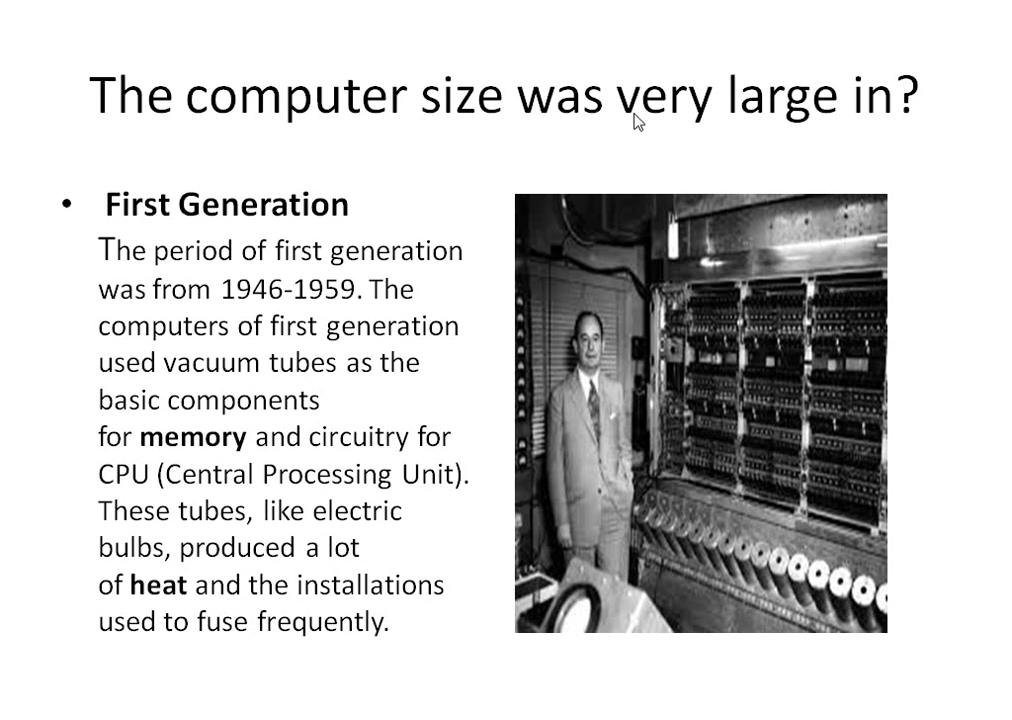 The computer size was very large in?
• First Generation
The period of first generation
was from 1946-1959. The
computers of first generation
used vacuum tubes as the
basic components
for memory and circuitry for
CPU (Central Processing Unit).
These tubes, like electric
bulbs, produced a lot
of heat and the installations
used to fuse frequently.